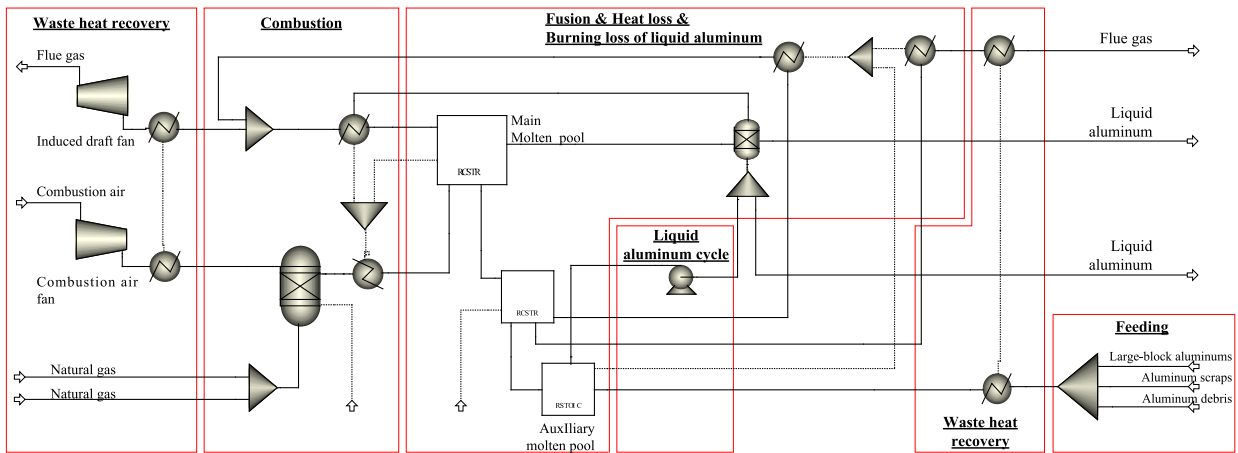 Waste heat recovery
Flue gas
Induced draft fan
Combustion air
Combustion air
fan
Natural gas
Natural gas
Combustion
Fusion & Heat loss &
Burning loss of liquid aluminum
Main
Molten pool
RCSTR
RCSTR
RSTOIC
AuxIliary
molten pool
Liquid
aluminum cycle
Flue gas
Liquid
aluminum
Liquid
aluminum
Waste heat
recovery
Feeding
Large-block aluminums
Aluminum scraps
Aluminum debris